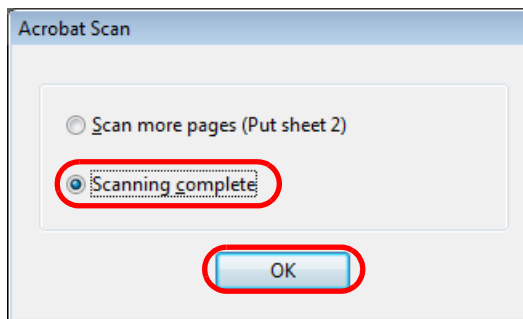 Acrobat Scan
Scan more pages (Put sheet 2)
Scanning complete
OK